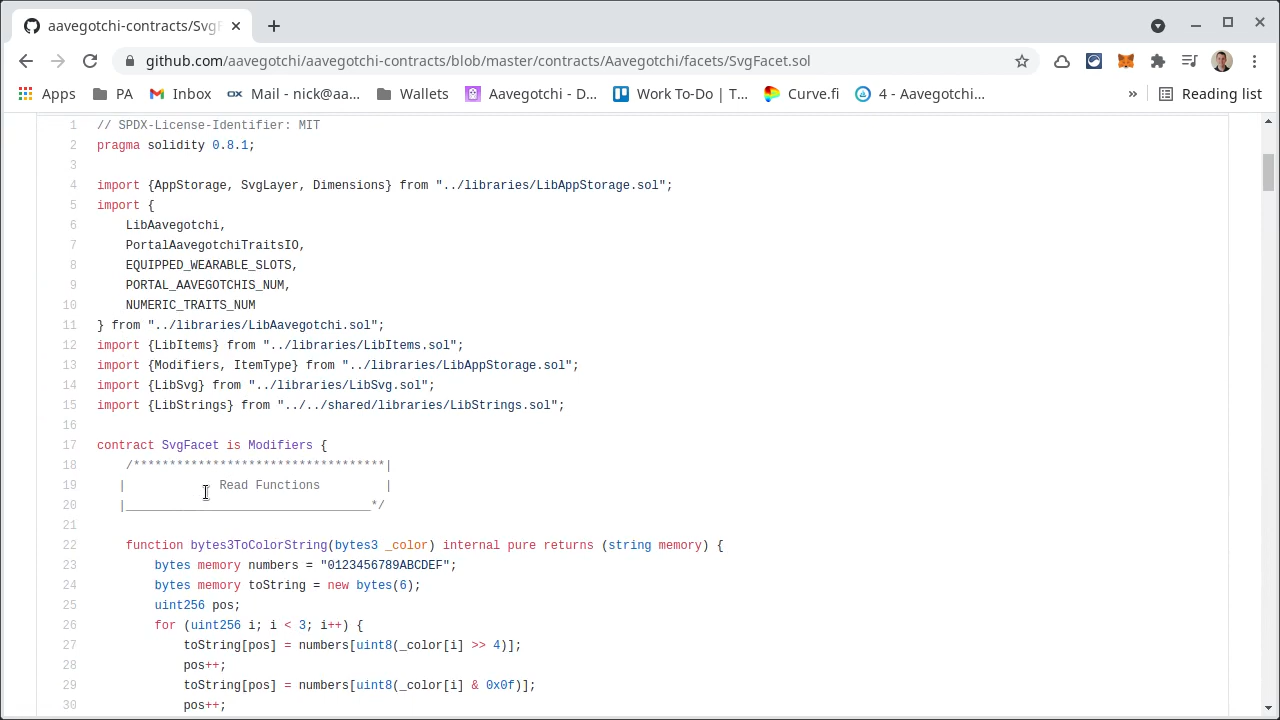 aavegotchi-contracts/Svg
github.com/aavegotchi/aavegotchi-contracts/blob/master/contracts/Aavegotchi/facets/SvgFacet.sol
Apps PA Inbox Mail - nick@aa... Wallets Aavegotchi - D... Work To-Do | T... Curve.fi 4 - Aavegotchi... » Reading list
1 // SPDX-License-Identifier: MIT
2 pragma solidity 0.8.1;
3
4 import {AppStorage, SvgLayer, Dimensions} from "../libraries/LibAppStorage.sol";
5 import {
6     LibAavegotchi,
7     PortalAavegotchiTraitsIO,
8     EQUIPPED_WEARABLE_SLOTS,
9     PORTAL_AAVEGOTCHIS_NUM,
10     NUMERIC_TRAITS_NUM
11 } from "../libraries/LibAavegotchi.sol";
12 import {LibItems} from "../libraries/LibItems.sol";
13 import {Modifiers, ItemType} from "../libraries/LibAppStorage.sol";
14 import {LibSvg} from "../libraries/LibSvg.sol";
15 import {LibStrings} from "../../shared/libraries/LibStrings.sol";
16
17 contract SvgFacet is Modifiers {
18     /***********************************|
19    |             Read Functions         |
20    |__________________________________*/
21
22     function bytes3ToColorString(bytes3 _color) internal pure returns (string memory) {
23         bytes memory numbers = "0123456789ABCDEF";
24         bytes memory toString = new bytes(6);
25         uint256 pos;
26         for (uint256 i; i < 3; i++) {
27             toString[pos] = numbers[uint8(_color[i] >> 4)];
28             pos++;
29             toString[pos] = numbers[uint8(_color[i] & 0x0f)];
30             pos++;